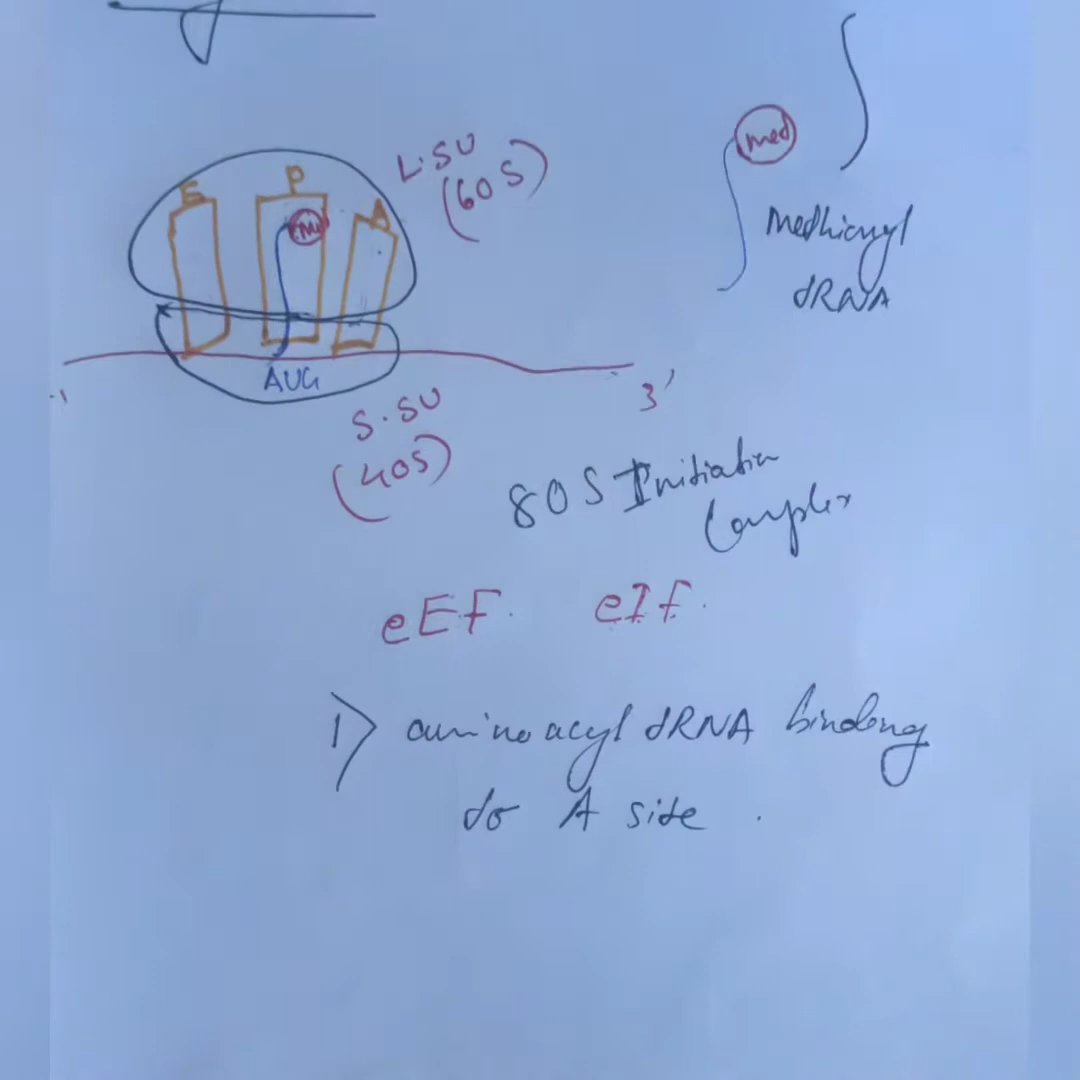 E P A
Met
L.SU
(60S)
met
Methionyl
tRNA
AUG
3'
S.SU
(40S)
80S Initiation
Complex
eEF. eIf.
1) aminoacyl tRNA binding
to A site.